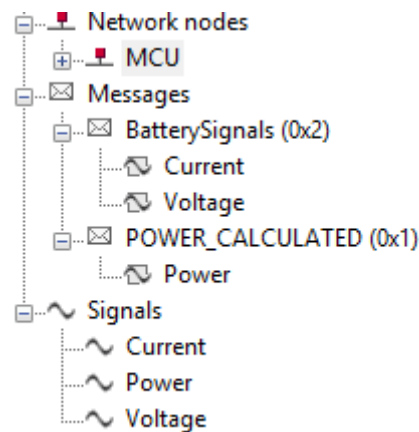 Network nodes
MCU
Messages
BatterySignals (0x2)
Current
Voltage
POWER_CALCULATED (0x1)
Power
Signals
Current
Power
Voltage